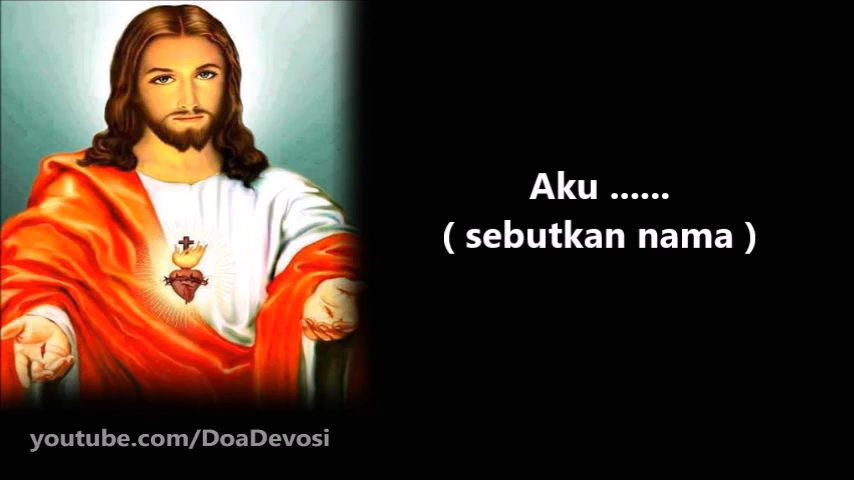 Aku ......
( sebutkan nama )
youtube.com/DoaDevosi